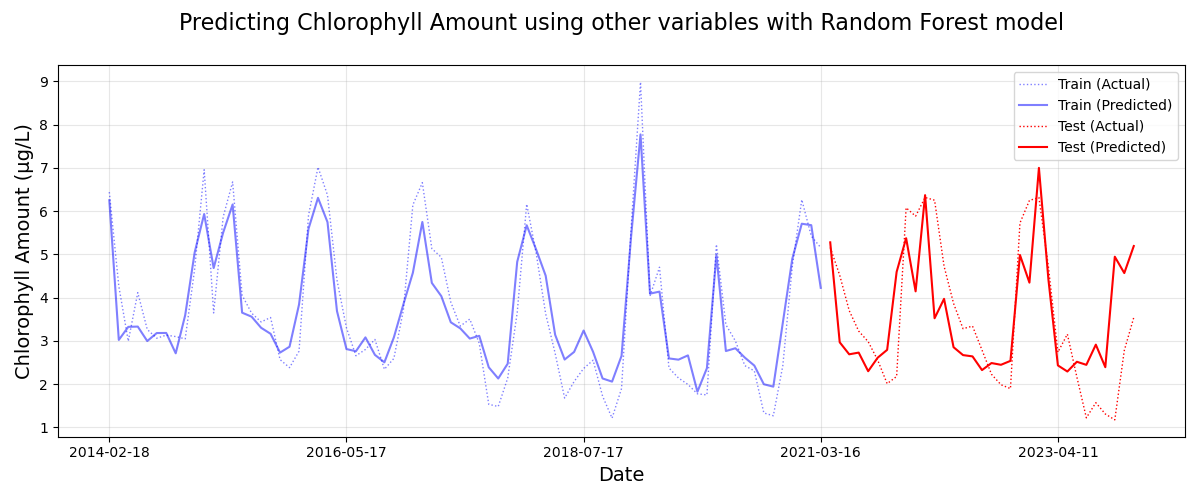 Predicting Chlorophyll Amount using other variables with Random Forest model
Chlorophyll Amount (µg/L)
9
8
7
6
5
4
3
2
1
Train (Actual)
Train (Predicted)
Test (Actual)
Test (Predicted)
2014-02-18
2016-05-17
2018-07-17
2021-03-16
2023-04-11
Date